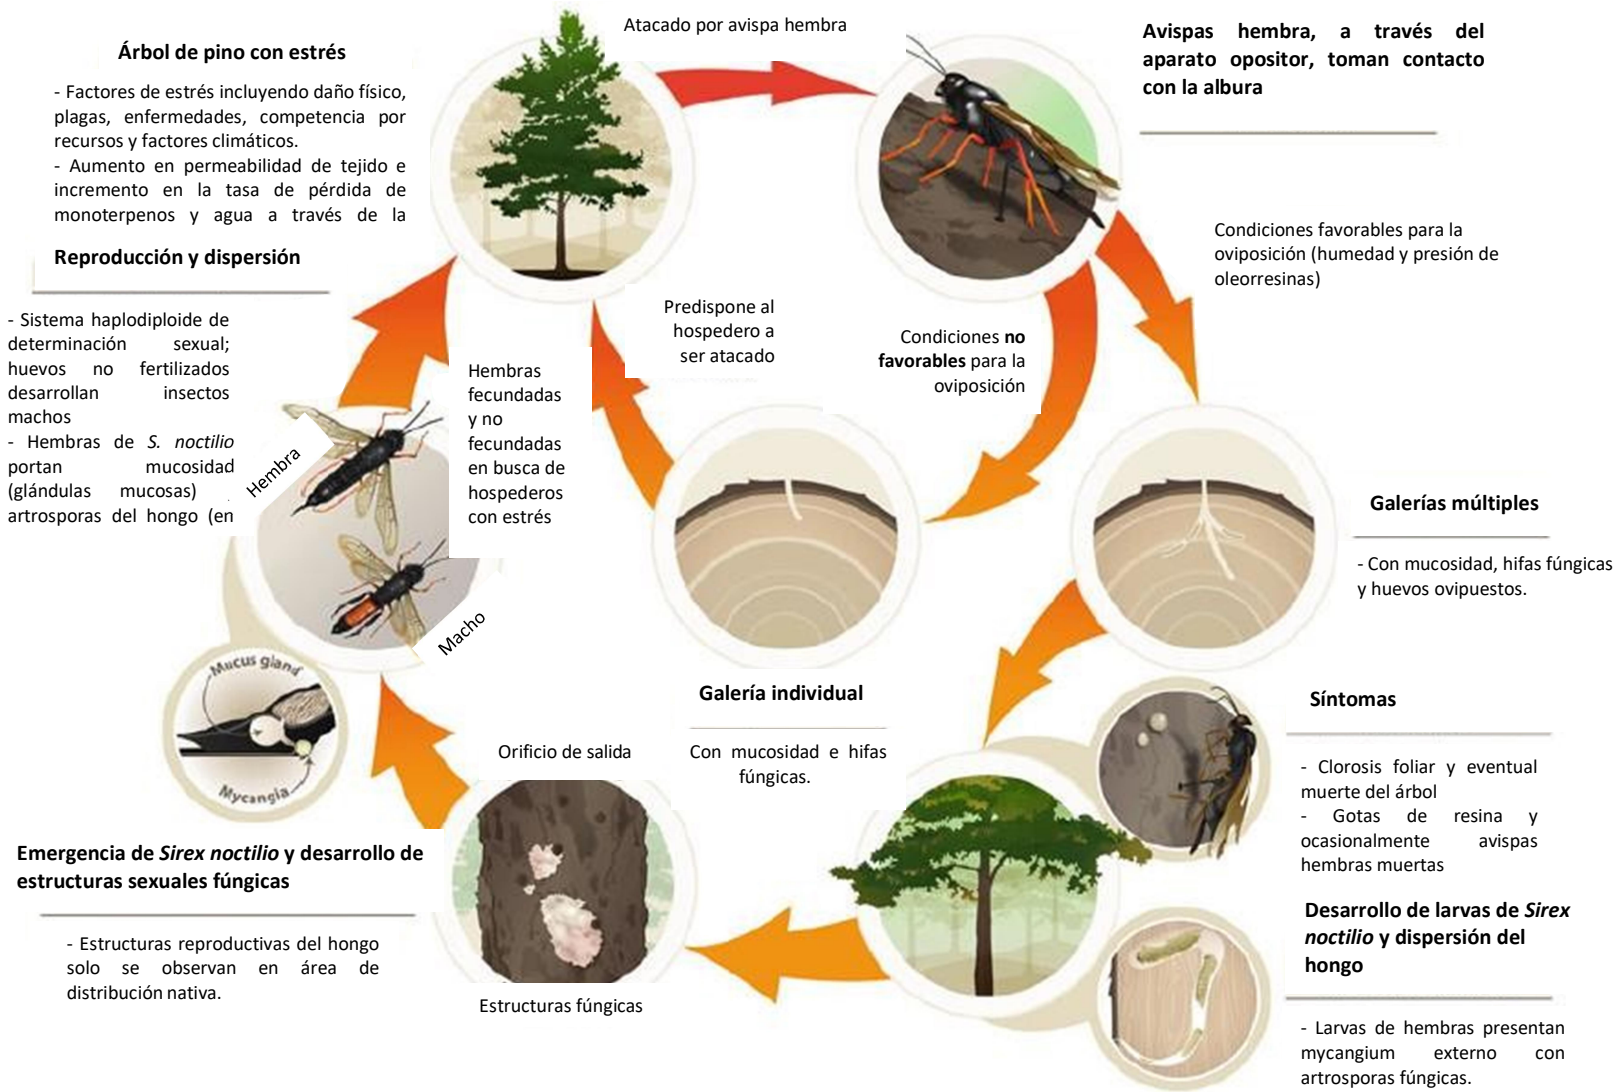 Atacado por avispa hembra
Árbol de pino con estrés
- Factores de estrés incluyendo daño físico,
plagas, enfermedades, competencia por
recursos y factores climáticos.
- Aumento en permeabilidad de tejido e
incremento en la tasa de pérdida de
monoterpenos y agua a través de la
Avispas hembra, a través del
aparato opositor, toman contacto
con la albura
Condiciones favorables para la
oviposición (humedad y presión de
oleorresinas)
Reproducción y dispersión
- Sistema haplodiploide de
determinación sexual;
huevos no fertilizados
desarrollan insectos
machos
- Hembras de S. noctilio
portan mucosidad
(glándulas mucosas)
artrosporas del hongo (en
Hembra
Macho
Hembras
fecundadas
y no
fecundadas
en busca de
hospederos
con estrés
Predispone al
hospedero a
ser atacado
Condiciones no
favorables para la
oviposición
Galerías múltiples
- Con mucosidad, hifas fúngicas
y huevos ovipuestos.
Mucus gland
Mycangia
Galería individual
Con mucosidad e hifas
fúngicas.
Síntomas
- Clorosis foliar y eventual
muerte del árbol
- Gotas de resina y
ocasionalmente avispas
hembras muertas
Orificio de salida
Estructuras fúngicas
Emergencia de Sirex noctilio y desarrollo de
estructuras sexuales fúngicas
- Estructuras reproductivas del hongo
solo se observan en área de
distribución nativa.
Desarrollo de larvas de Sirex
noctilio y dispersión del
hongo
- Larvas de hembras presentan
mycangium externo con
artrosporas fúngicas.